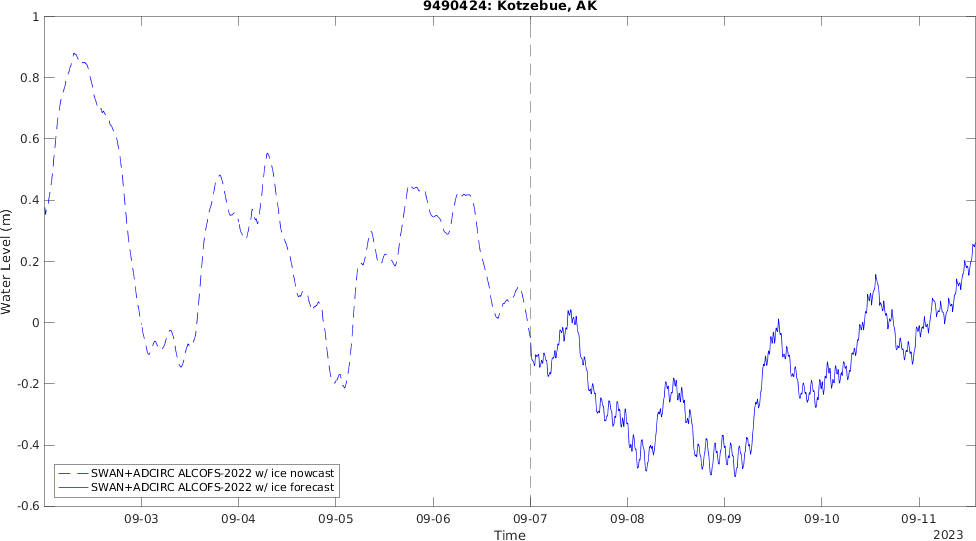 9490424: Kotzebue, AK
1
0.8
0.6
0.4
0.2
0
-0.2
-0.4
-0.6
Water Level (m)
SWAN+ADCIRC ALCOFS-2022 w/ ice nowcast
SWAN+ADCIRC ALCOFS-2022 w/ ice forecast
09-03 09-04 09-05 09-06 09-07 09-08 09-09 09-10 09-11
Time
2023